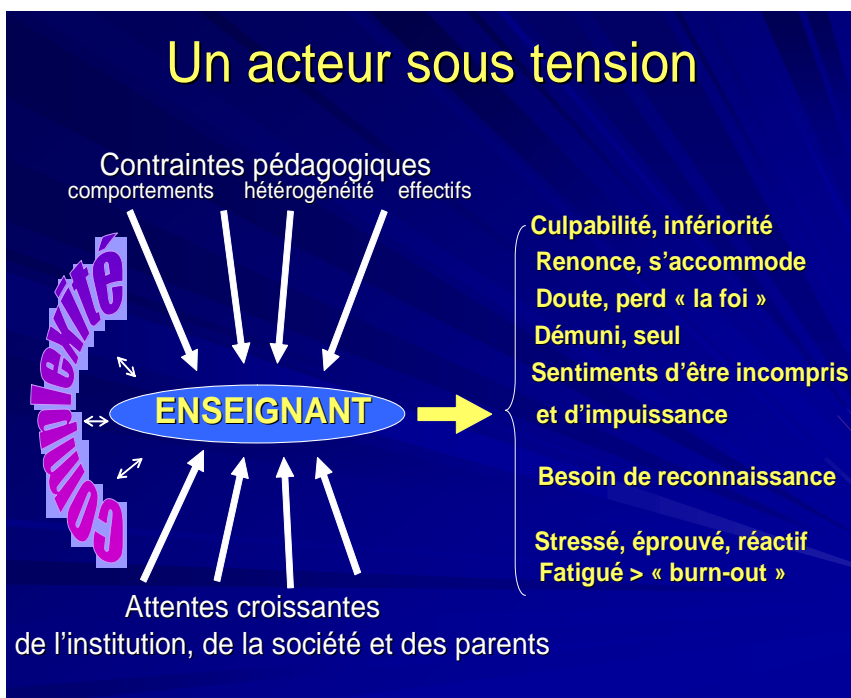 Un acteur sous tension
Contraintes pédagogiques
comportements hétérogénéité effectifs
Complexité
ENSEIGNANT
Culpabilité, infériorité
Renonce, s’accommode
Doute, perd « la foi »
Démuni, seul
Sentiments d’être incompris
et d’impuissance
Besoin de reconnaissance
Stressé, éprouvé, réactif
Fatigué > « burn-out »
Attentes croissantes
de l’institution, de la société et des parents